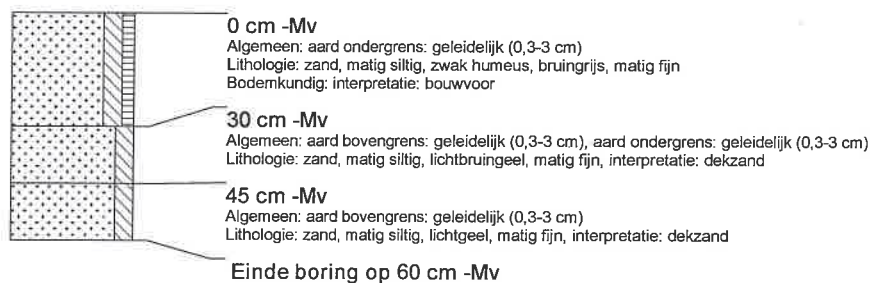 0 cm -Mv
Algemeen: aard ondergrens: geleidelijk (0,3-3 cm)
Lithologie: zand, matig siltig, zwak humeus, bruingrijs, matig fijn
Bodemkundig: interpretatie: bouwvoor
30 cm -Mv
Algemeen: aard bovengrens: geleidelijk (0,3-3 cm), aard ondergrens: geleidelijk (0,3-3 cm)
Lithologie: zand, matig siltig, lichtbruingeel, matig fijn, interpretatie: dekzand
45 cm -Mv
Algemeen: aard bovengrens: geleidelijk (0,3-3 cm)
Lithologie: zand, matig siltig, lichtgeel, matig fijn, interpretatie: dekzand
Einde boring op 60 cm -Mv